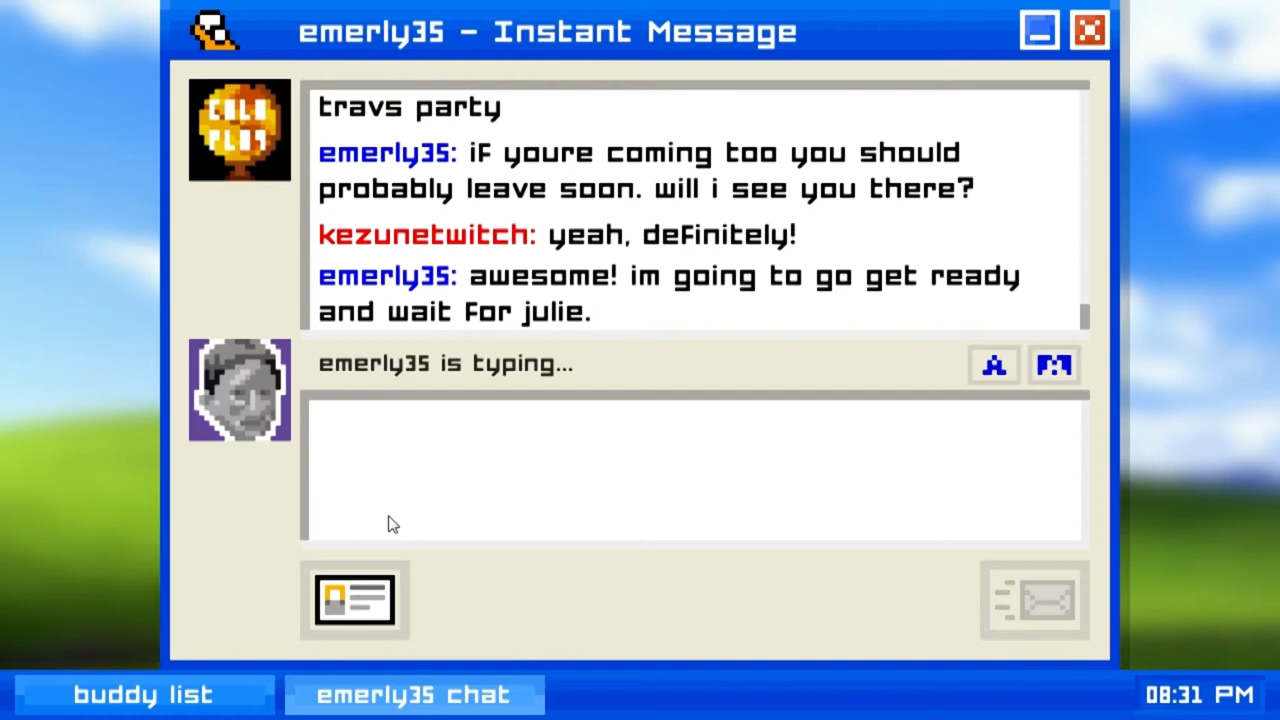 emerly35 - Instant Message
COLD
PLAY
travs party
emerly35: if youre coming too you should
probably leave soon. will i see you there?
kezunetwitch: yeah, definitely!
emerly35: awesome! im going to go get ready
and wait for julie.
emerly35 is typing...
A
buddy list
emerly35 chat
08:31 PM